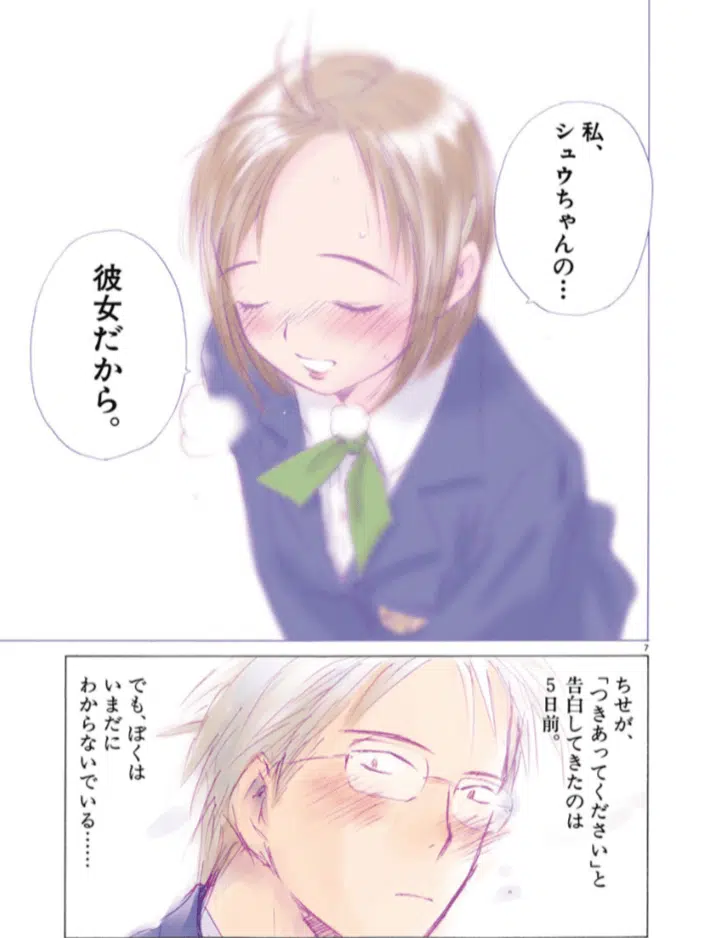 私、
シュウちゃんの…
彼女だから。
7
ちせが、
「つきあってください」と
告白してきたのは
5日前。
でも、ぼくは
いまだに
わからないでいる……